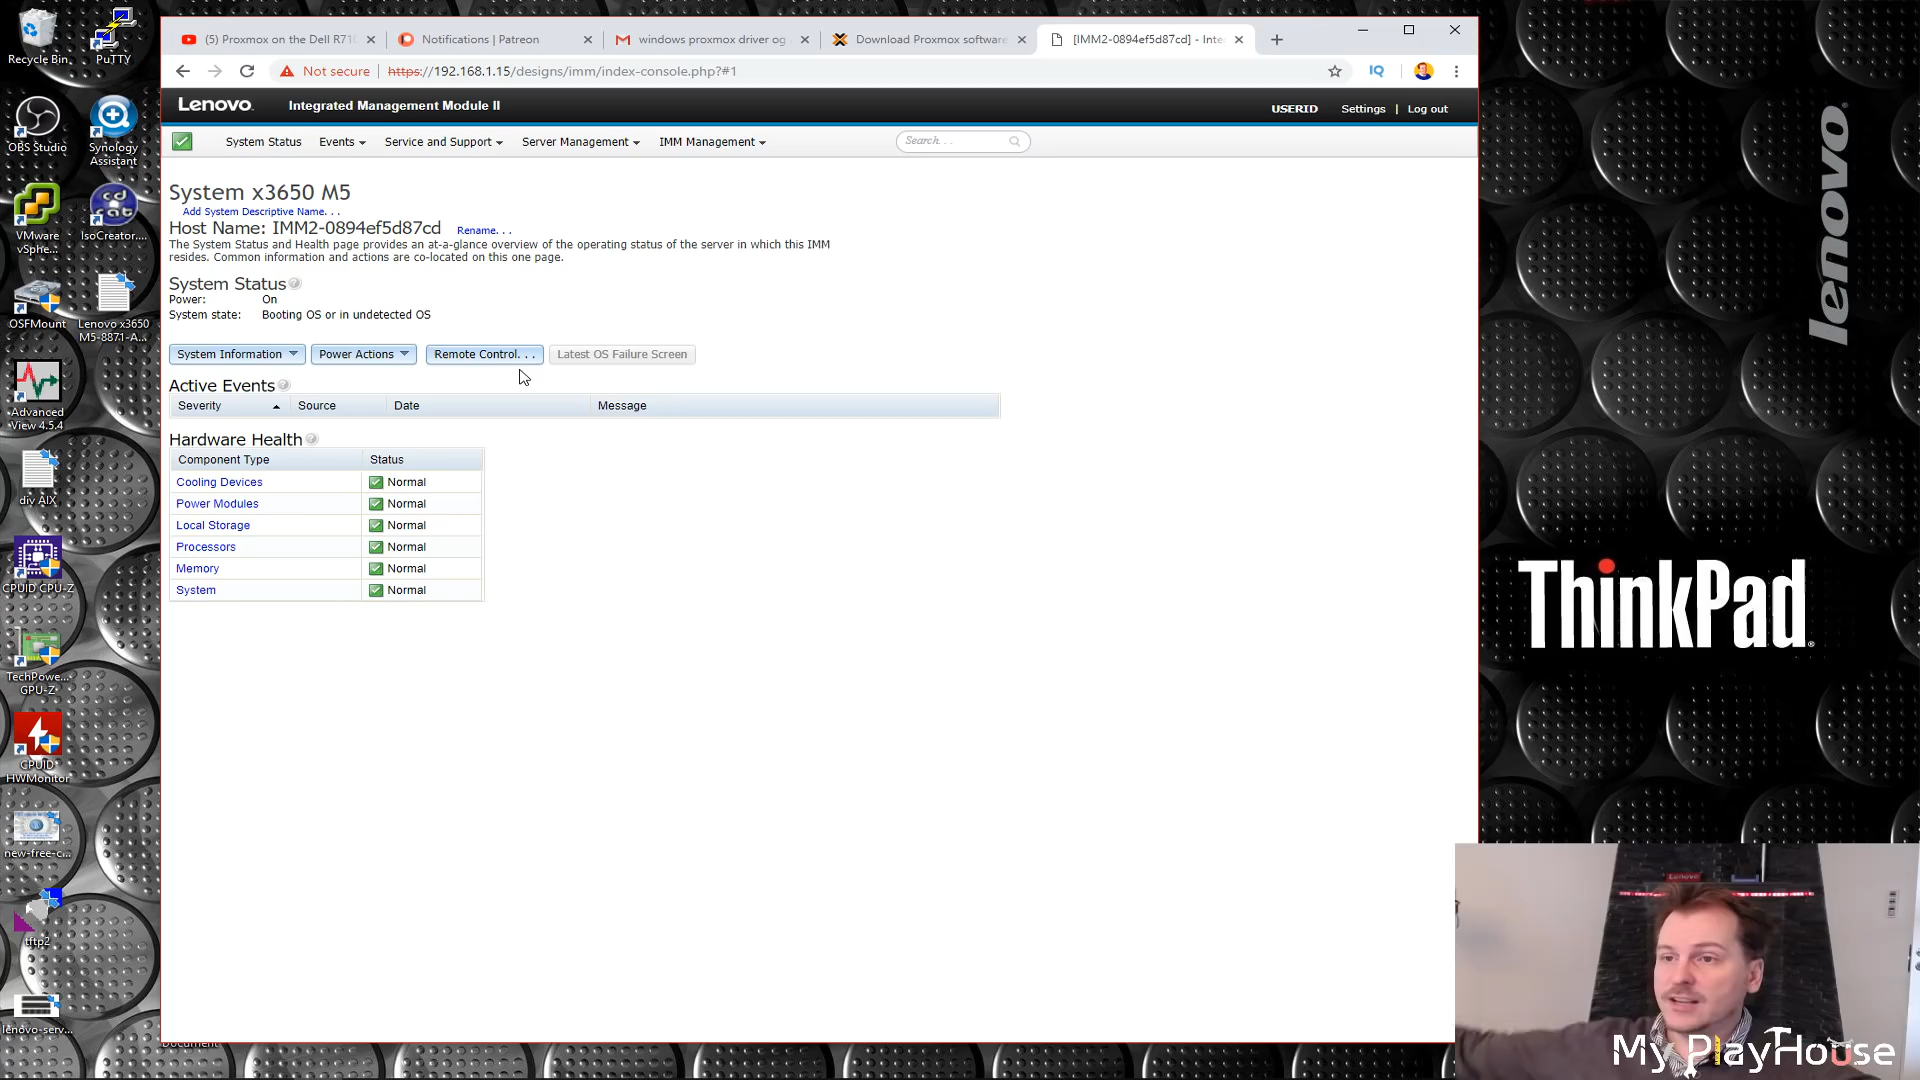 Recycle Bin
PuTTY
OBS Studio
Synology
Assistant
VMware
vSphe...
IsoCreator....
OSFMount
Lenovo x3650
M5-8871-A...
Advanced
View 4.5.4
div AIX
CPUID CPU-Z
TechPowe...
GPU-Z
CPUID
HWMonitor
new-free-c...
tftp2
lenovo-serv...
Document
(5) Proxmox on the Dell R710
Notifications | Patreon
windows proxmox driver og
Download Proxmox software
[IMM2-0894ef5d87cd] - Inte
Not secure | https://192.168.1.15/designs/imm/index-console.php?#1
IQ
Lenovo. Integrated Management Module II
USERID Settings | Log out
System Status Events Service and Support Server Management IMM Management Search. . .
System x3650 M5
Add System Descriptive Name. . .
Host Name: IMM2-0894ef5d87cd Rename. . .
The System Status and Health page provides an at-a-glance overview of the operating status of the server in which this IMM
resides. Common information and actions are co-located on this one page.
System Status
Power: On
System state: Booting OS or in undetected OS
System Information Power Actions Remote Control. . . Latest OS Failure Screen
Active Events
Severity Source Date Message
Hardware Health
Component Type Status
Cooling Devices Normal
Power Modules Normal
Local Storage Normal
Processors Normal
Memory Normal
System Normal
lenovo
ThinkPad
Lenovo
My PlayHouse